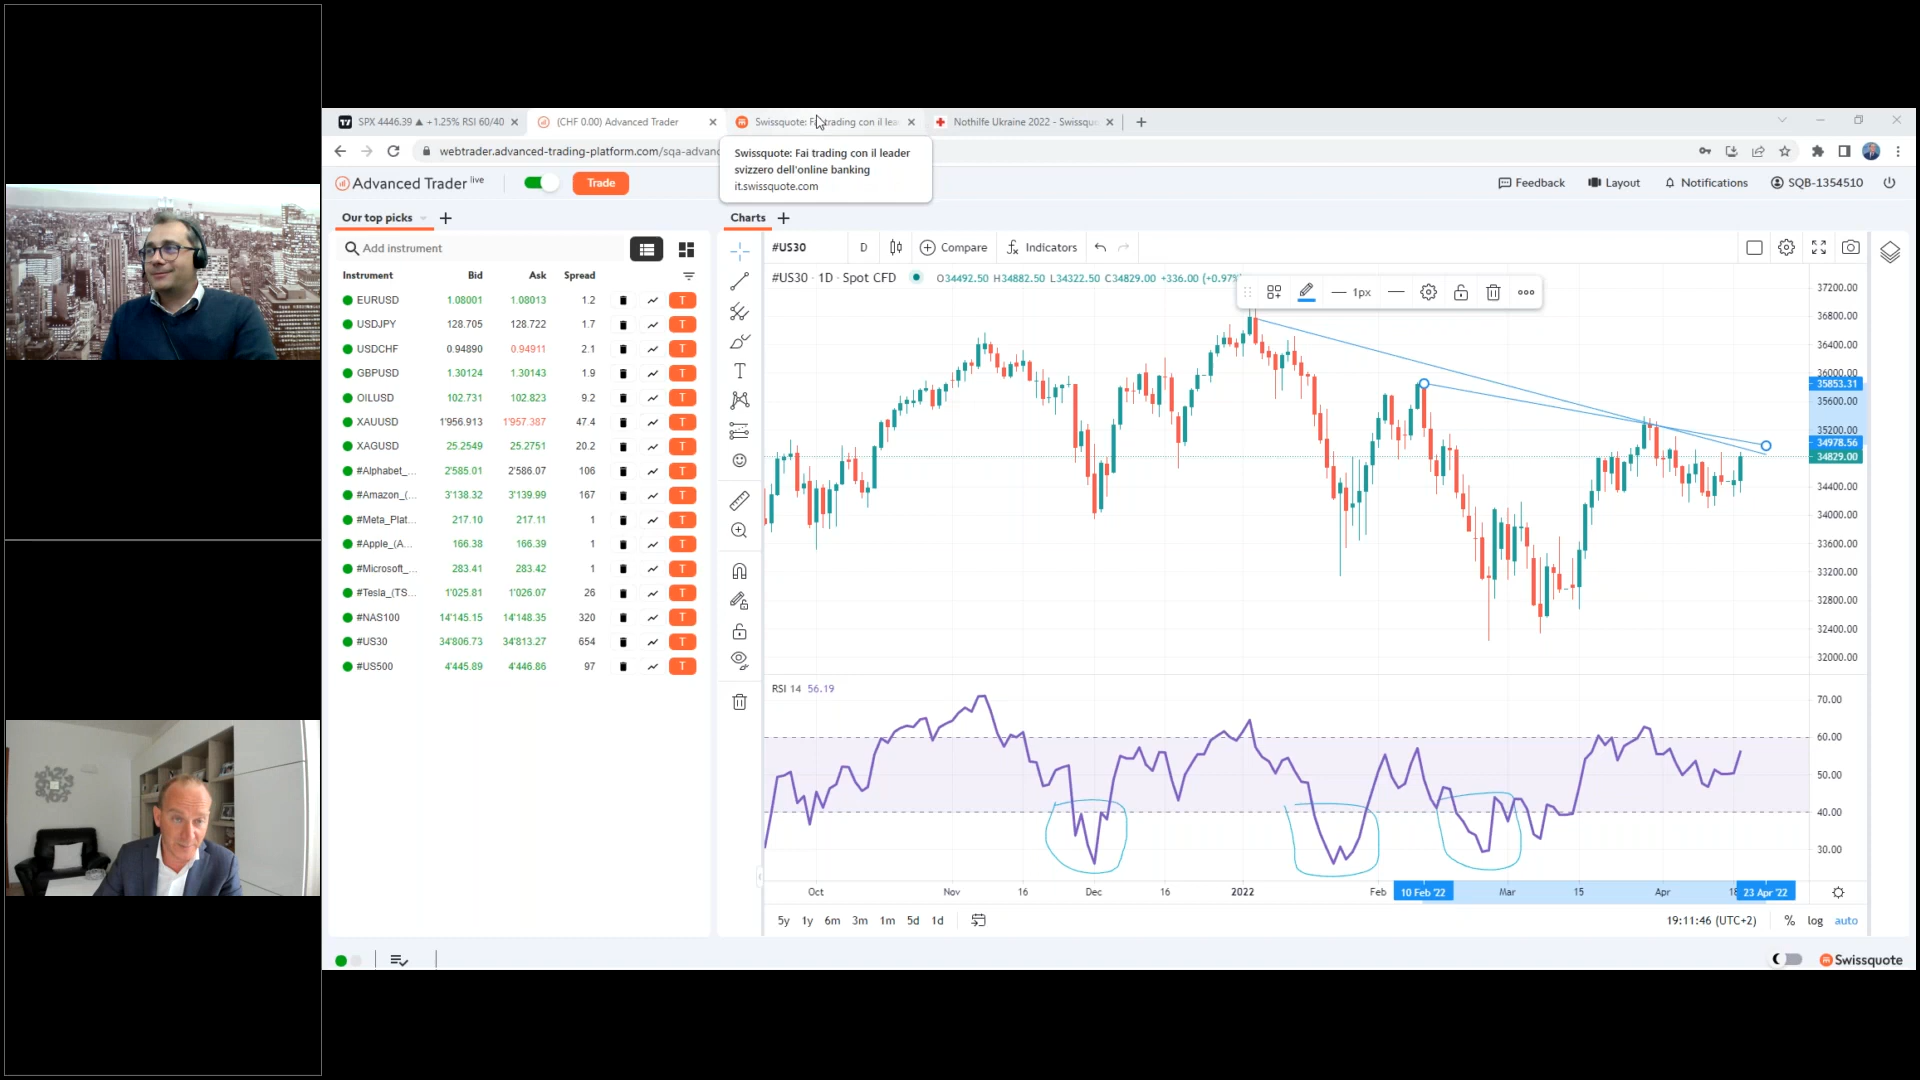 SPX 4446.39 ▲ +1.25% RSI 60/40
(CHF 0.00) Advanced Trader
Swissquote: Fai trading con il lea
Nothilfe Ukraine 2022 - Swissquo
webtrader.advanced-trading-platform.com/sqa-advanc
Swissquote: Fai trading con il leader
svizzero dell'online banking
it.swissquote.com
Advanced Trader live
Trade
Feedback
Layout
Notifications
SQB-1354510
Our top picks
Charts
Add instrument
#US30
D
Compare
Indicators
Instrument Bid Ask Spread
#US30 · 1D · Spot CFD
O34492.50 H34882.50 L34322.50 C34829.00 +336.00 (+0.97%
1px
EURUSD 1.08001 1.08013 1.2 T
USDJPY 128.705 128.722 1.7 T
USDCHF 0.94890 0.94911 2.1 T
GBPUSD 1.30124 1.30143 1.9 T
OILUSD 102.731 102.823 9.2 T
XAUUSD 1'956.913 1'957.387 47.4 T
XAGUSD 25.2549 25.2751 20.2 T
#Alphabet_... 2'585.01 2'586.07 106 T
#Amazon_(... 3'138.32 3'139.99 167 T
#Meta_Plat... 217.10 217.11 1 T
#Apple_(A... 166.38 166.39 1 T
#Microsoft_... 283.41 283.42 1 T
#Tesla_(TS... 1'025.81 1'026.07 26 T
#NAS100 14'145.15 14'148.35 320 T
#US30 34'806.73 34'813.27 654 T
#US500 4'445.89 4'446.86 97 T
37200.00
36800.00
36400.00
36000.00
35853.31
35600.00
35200.00
34978.56
34829.00
34400.00
34000.00
33600.00
33200.00
32800.00
32400.00
32000.00
RSI 14 56.19
70.00
60.00
50.00
40.00
30.00
Oct Nov 16 Dec 16 2022 Feb 10 Feb '22 Mar 15 Apr 18 23 Apr '22
5y 1y 6m 3m 1m 5d 1d
19:11:46 (UTC+2) % log auto
Swissquote